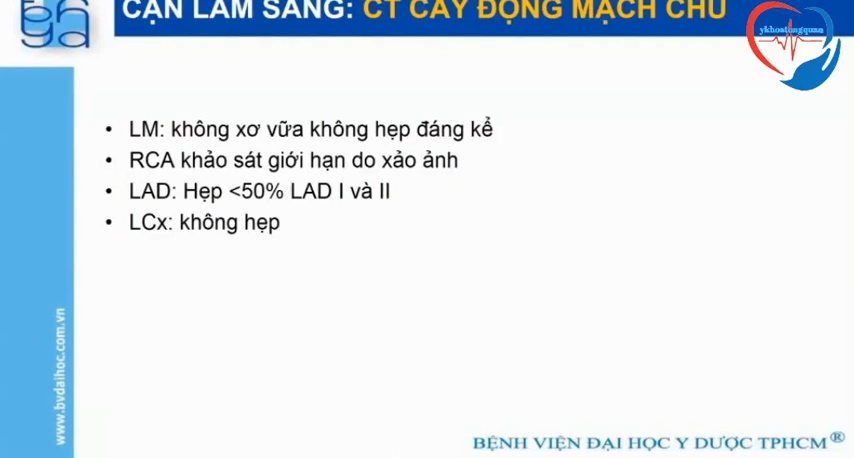 CẬN LÂM SÀNG: CT CÂY ĐỘNG MẠCH CHỦ
ykhoatongquan
• LM: không xơ vữa không hẹp đáng kể
• RCA khảo sát giới hạn do xảo ảnh
• LAD: Hẹp <50% LAD I và II
• LCx: không hẹp
www.bvdaihoc.com.vn
BỆNH VIỆN ĐẠI HỌC Y DƯỢC TPHCM®